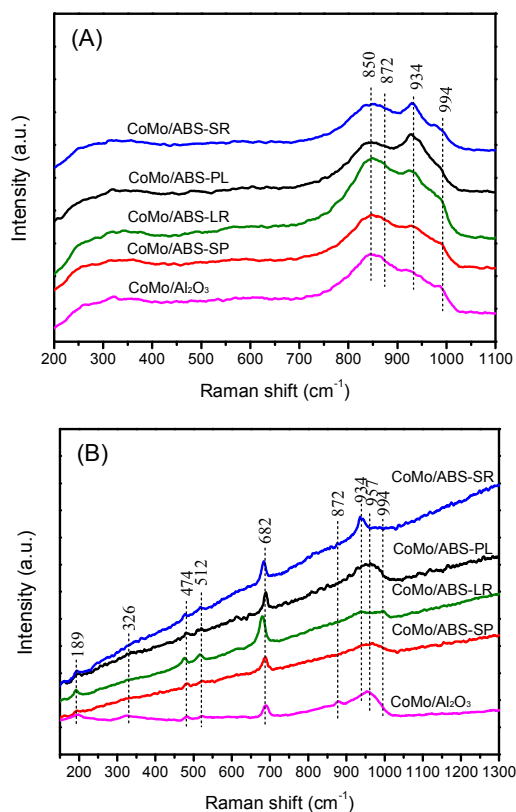 (A)
850
872
934
994
CoMo/ABS-SR
CoMo/ABS-PL
CoMo/ABS-LR
CoMo/ABS-SP
CoMo/Al₂O₃
Intensity (a.u.)
200 300 400 500 600 700 800 900 1000 1100
Raman shift (cm⁻¹)
(B)
189
326
474
512
682
872
934
957
994
CoMo/ABS-SR
CoMo/ABS-PL
CoMo/ABS-LR
CoMo/ABS-SP
CoMo/Al₂O₃
Intensity (a.u.)
200 300 400 500 600 700 800 900 1000 1100 1200 1300
Raman shift (cm⁻¹)